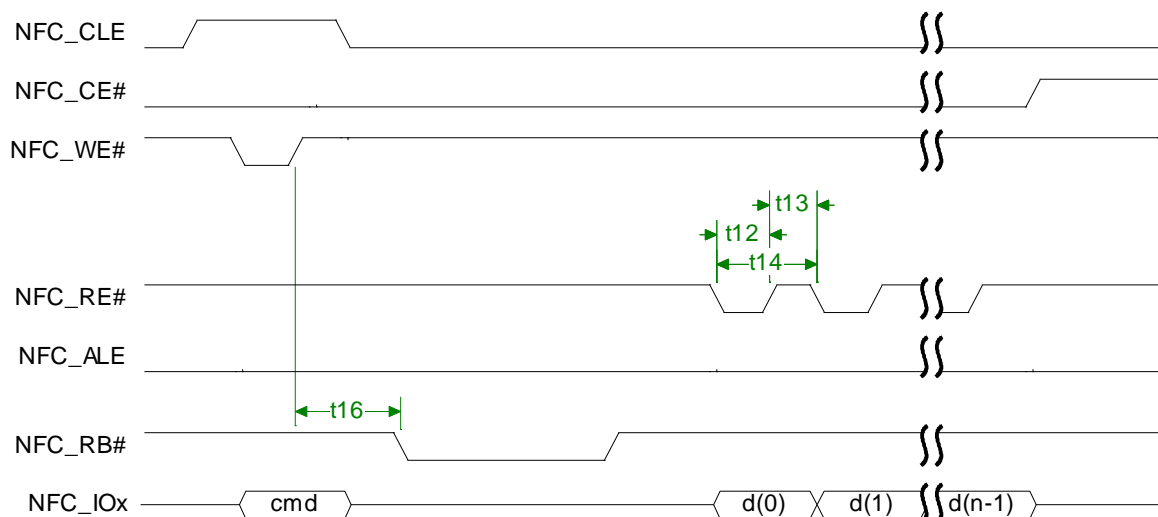 NFC_CLE
NFC_CE#
NFC_WE#
t13
t12
t14
NFC_RE#
NFC_ALE
t16
NFC_RB#
NFC_IOx cmd d(0) d(1) d(n-1)